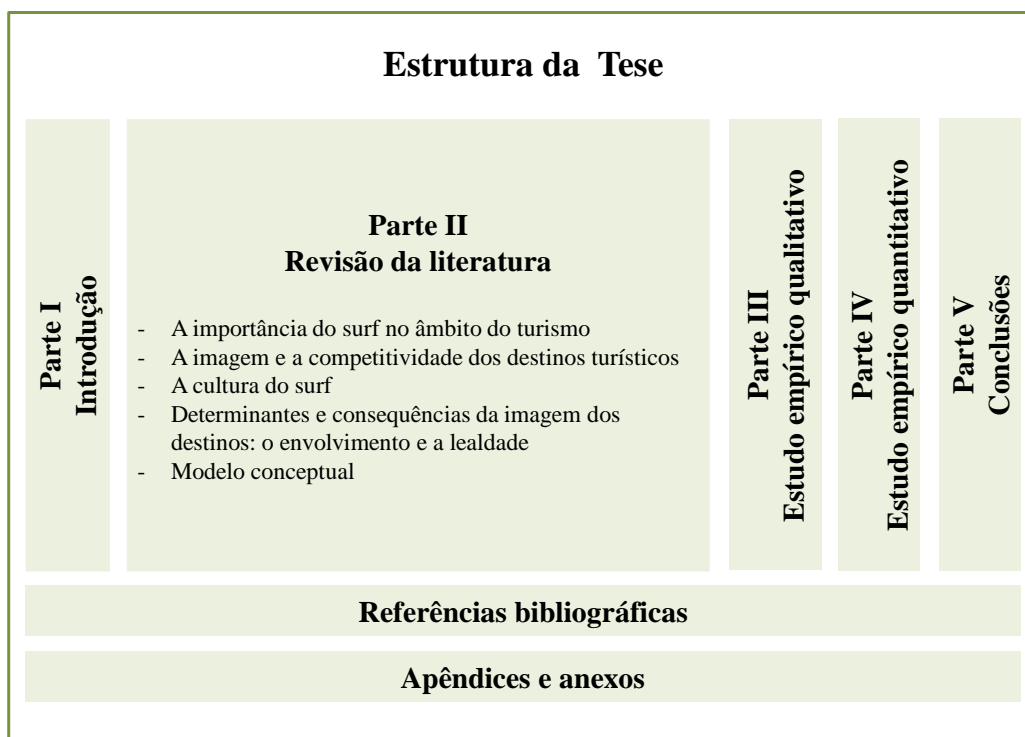 Estrutura da Tese
Parte I
Introdução
Parte II
Revisão da literatura
- A importância do surf no âmbito do turismo
- A imagem e a competitividade dos destinos turísticos
- A cultura do surf
- Determinantes e consequências da imagem dos
destinos: o envolvimento e a lealdade
- Modelo conceptual
Parte III
Estudo empírico qualitativo
Parte IV
Estudo empírico quantitativo
Parte V
Conclusões
Referências bibliográficas
Apêndices e anexos